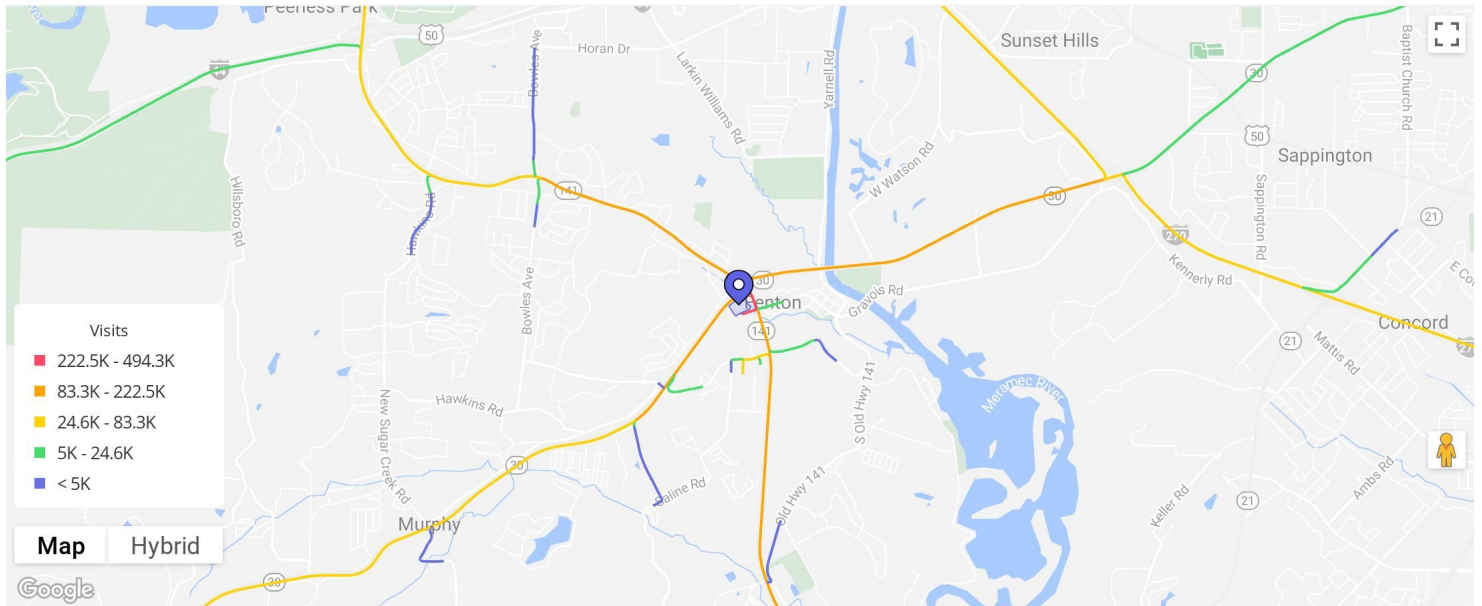 Peerless Park
50
Bowles Ave
Horan Dr
Larkin Williams Rd
Yarnell Rd
Sunset Hills
30
Baptist Church Rd
44
50
Sappington
W Watson Rd
Hillsboro Rd
Hawkins Rd
141
30
Sappington Rd
21
270
Kennerly Rd
Bowles Ave
30
Fenton
Gravois Rd
141
21
Mattis Rd
Concord
Visits
222.5K - 494.3K
83.3K - 222.5K
24.6K - 83.3K
5K - 24.6K
< 5K
New Sugar Creek Rd
Hawkins Rd
S Old Hwy 141
Meramec River
30
Saline Rd
Old Hwy 141
Keller Rd
21
Ambs Rd
Murphy
Map
Hybrid
30
Google